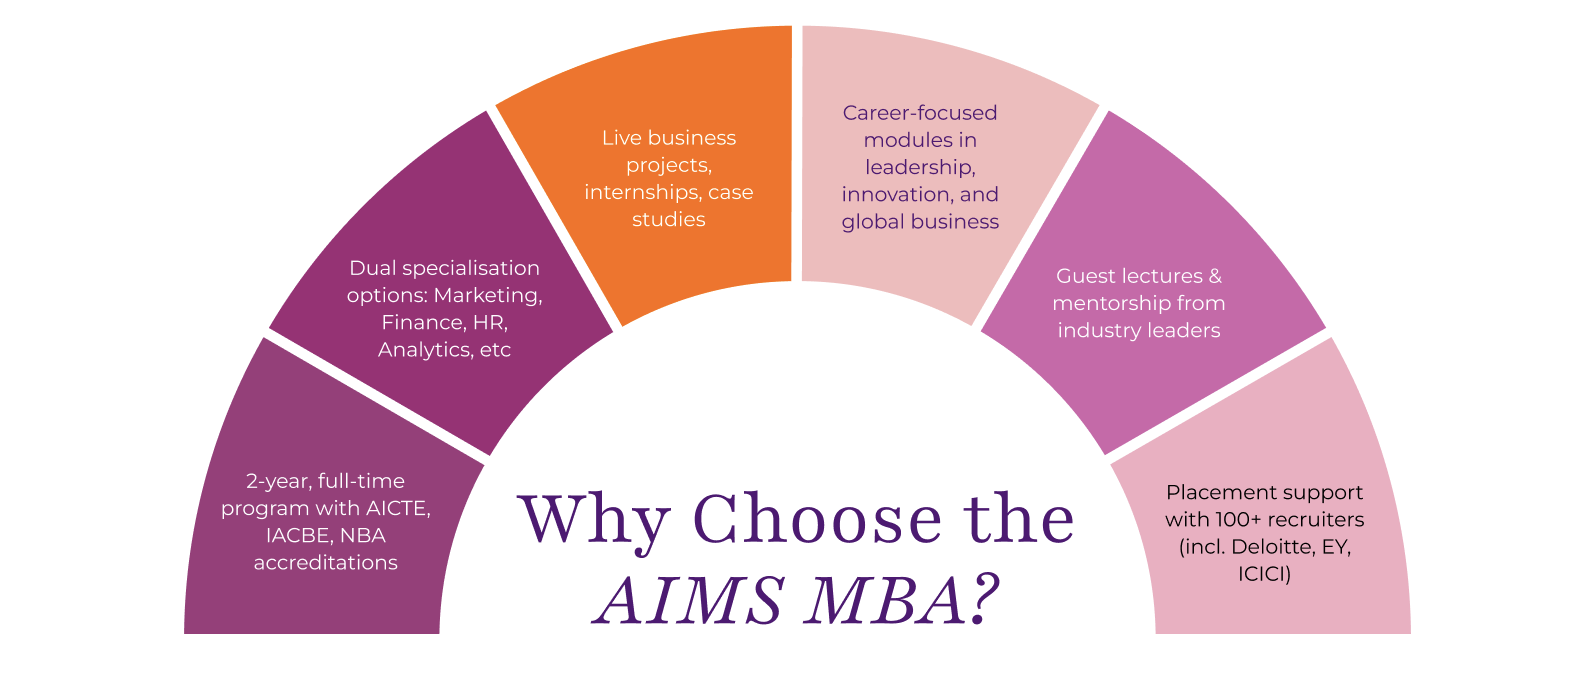 2-year, full-time
program with AICTE,
IACBE, NBA
accreditations
Dual specialisation
options: Marketing,
Finance, HR,
Analytics, etc
Live business
projects,
internships, case
studies
Career-focused
modules in
leadership,
innovation, and
global business
Guest lectures &
mentorship from
industry leaders
Placement support
with 100+ recruiters
(incl. Deloitte, EY,
ICICI)
Why Choose the
AIMS MBA?